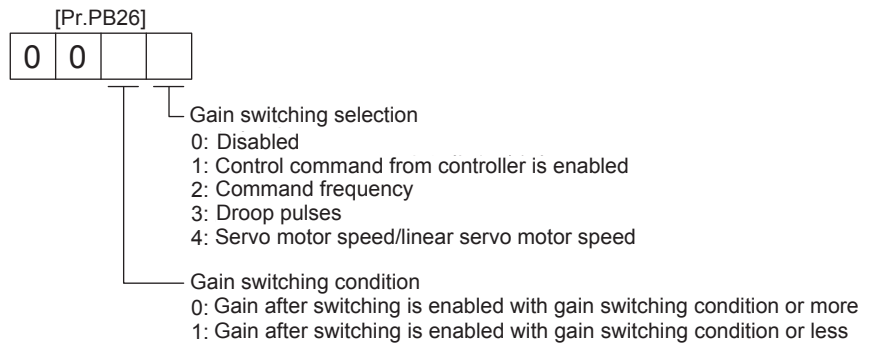 [Pr.PB26]
0 0
Gain switching selection
0: Disabled
1: Control command from controller is enabled
2: Command frequency
3: Droop pulses
4: Servo motor speed/linear servo motor speed
Gain switching condition
0: Gain after switching is enabled with gain switching condition or more
1: Gain after switching is enabled with gain switching condition or less